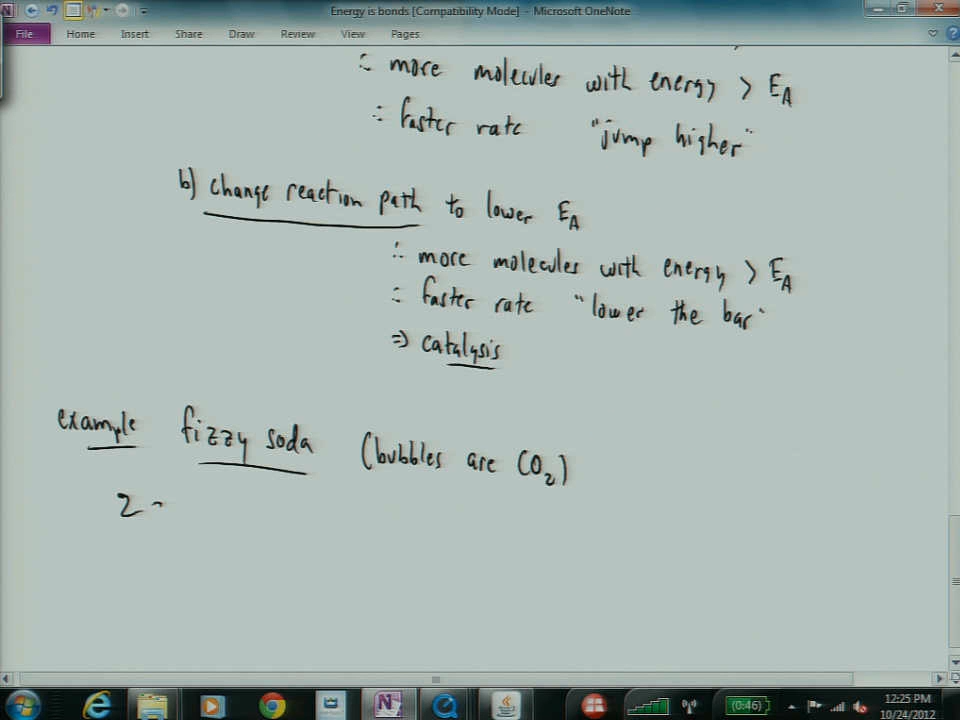 Energy is bonds [Compatibility Mode] - Microsoft OneNote
File Home Insert Share Draw Review View Pages
∴ more molecules with energy > EA
∴ faster rate "jump higher"
b) change reaction path to lower EA
∴ more molecules with energy > EA
∴ faster rate "lower the bar"
⇒ catalysis
example fizzy soda (bubbles are CO2)
2 -
(0:46) 12:25 PM
10/24/2012